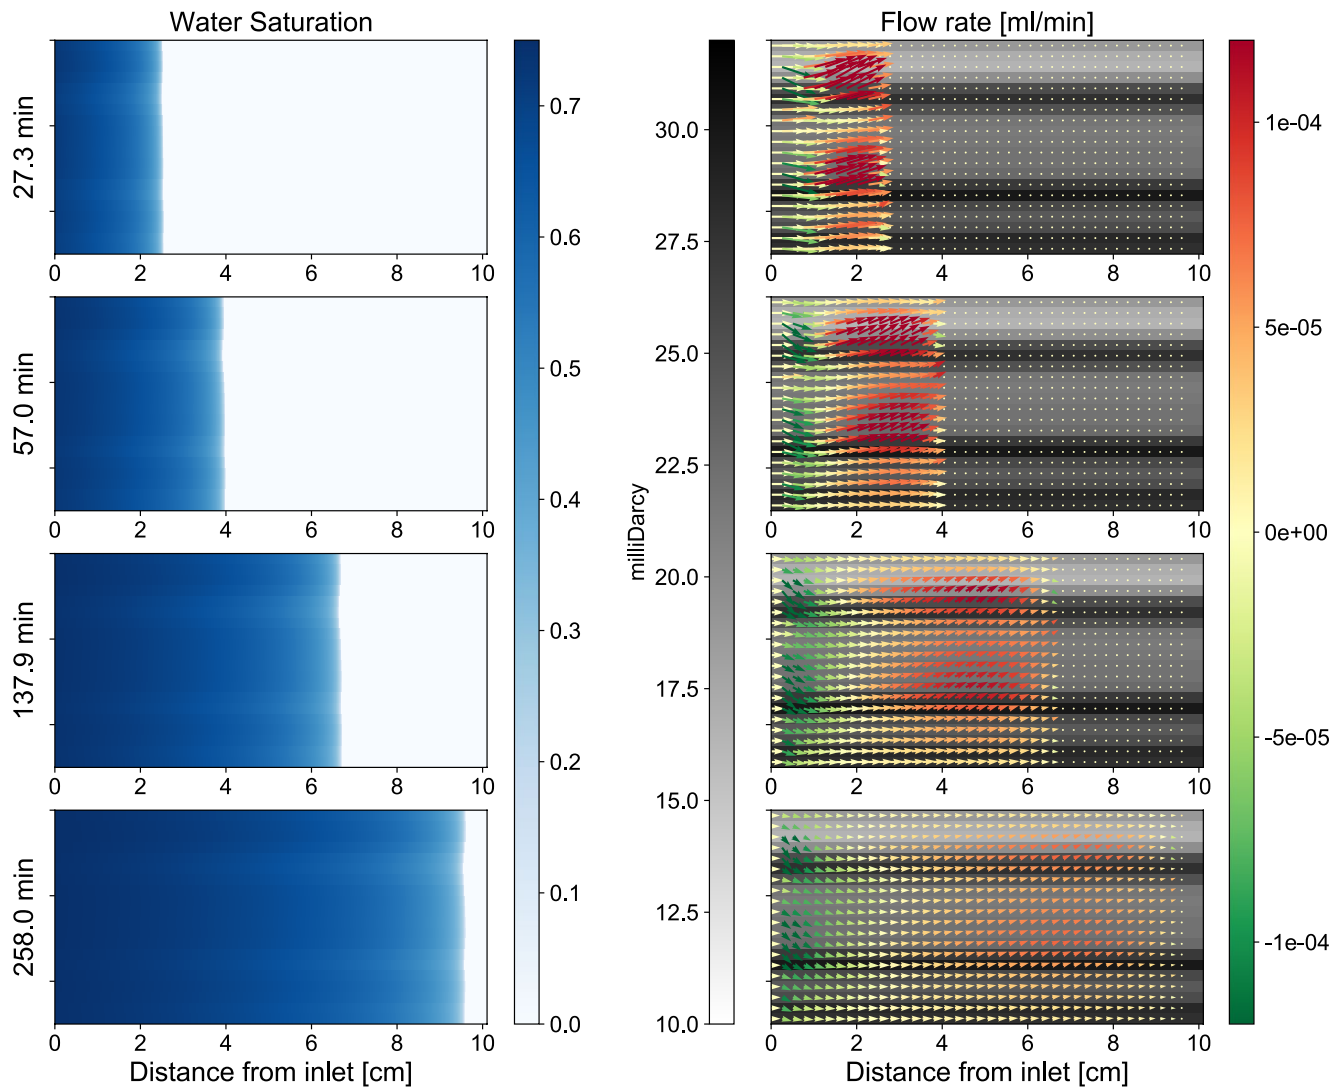 Water Saturation
Flow rate [ml/min]
27.3 min
0 2 4 6 8 10
0 2 4 6 8 10
57.0 min
0 2 4 6 8 10
0 2 4 6 8 10
137.9 min
0 2 4 6 8 10
0 2 4 6 8 10
258.0 min
0 2 4 6 8 10
Distance from inlet [cm]
0 2 4 6 8 10
Distance from inlet [cm]
0.7
0.6
0.5
0.4
0.3
0.2
0.1
0.0
milliDarcy
30.0
27.5
25.0
22.5
20.0
17.5
15.0
12.5
10.0
1e-04
5e-05
0e+00
-5e-05
-1e-04